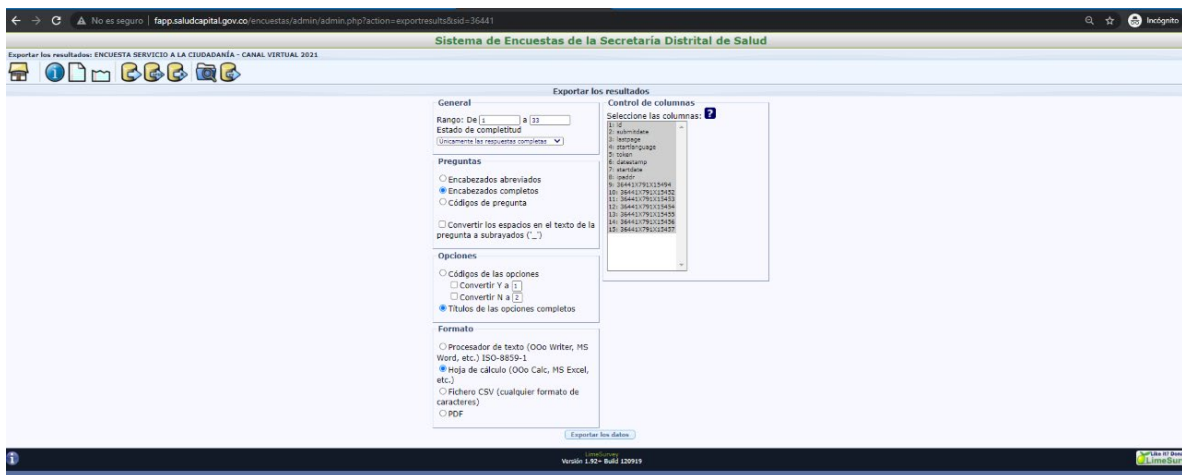 No es seguro | fapp.saludcapital.gov.co/encuestas/admin/admin.php?action=exportresults&sid=36441
Incógnito
Sistema de Encuestas de la Secretaría Distrital de Salud
Exportar los resultados: ENCUESTA SERVICIO A LA CIUDADANÍA - CANAL VIRTUAL 2021
Exportar los resultados
General
Rango: De 1 a 33
Estado de completitud
Únicamente las respuestas completas
Preguntas
Encabezados abreviados
Encabezados completos
Códigos de pregunta
Convertir los espacios en el texto de la
pregunta a subrayados ('_')
Opciones
Códigos de las opciones
Convertir Y a 1
Convertir N a 2
Títulos de las opciones completos
Formato
Procesador de texto (OOo Writer, MS
Word, etc.) ISO-8859-1
Hoja de cálculo (OOo Calc, MS Excel,
etc.)
Fichero CSV (cualquier formato de
caracteres)
PDF
Control de columnas
Seleccione las columnas: ?
1: id
2: submitdate
3: lastpage
4: startlanguage
5: token
6: datestamp
7: startdate
8: ipaddr
9: 36441X791X15494
10: 36441X791X15452
11: 36441X791X15453
12: 36441X791X15454
13: 36441X791X15455
14: 36441X791X15456
15: 36441X791X15457
Exportar los datos
LimeSurvey
Versión 1.92+ Build 120919
LimeSur